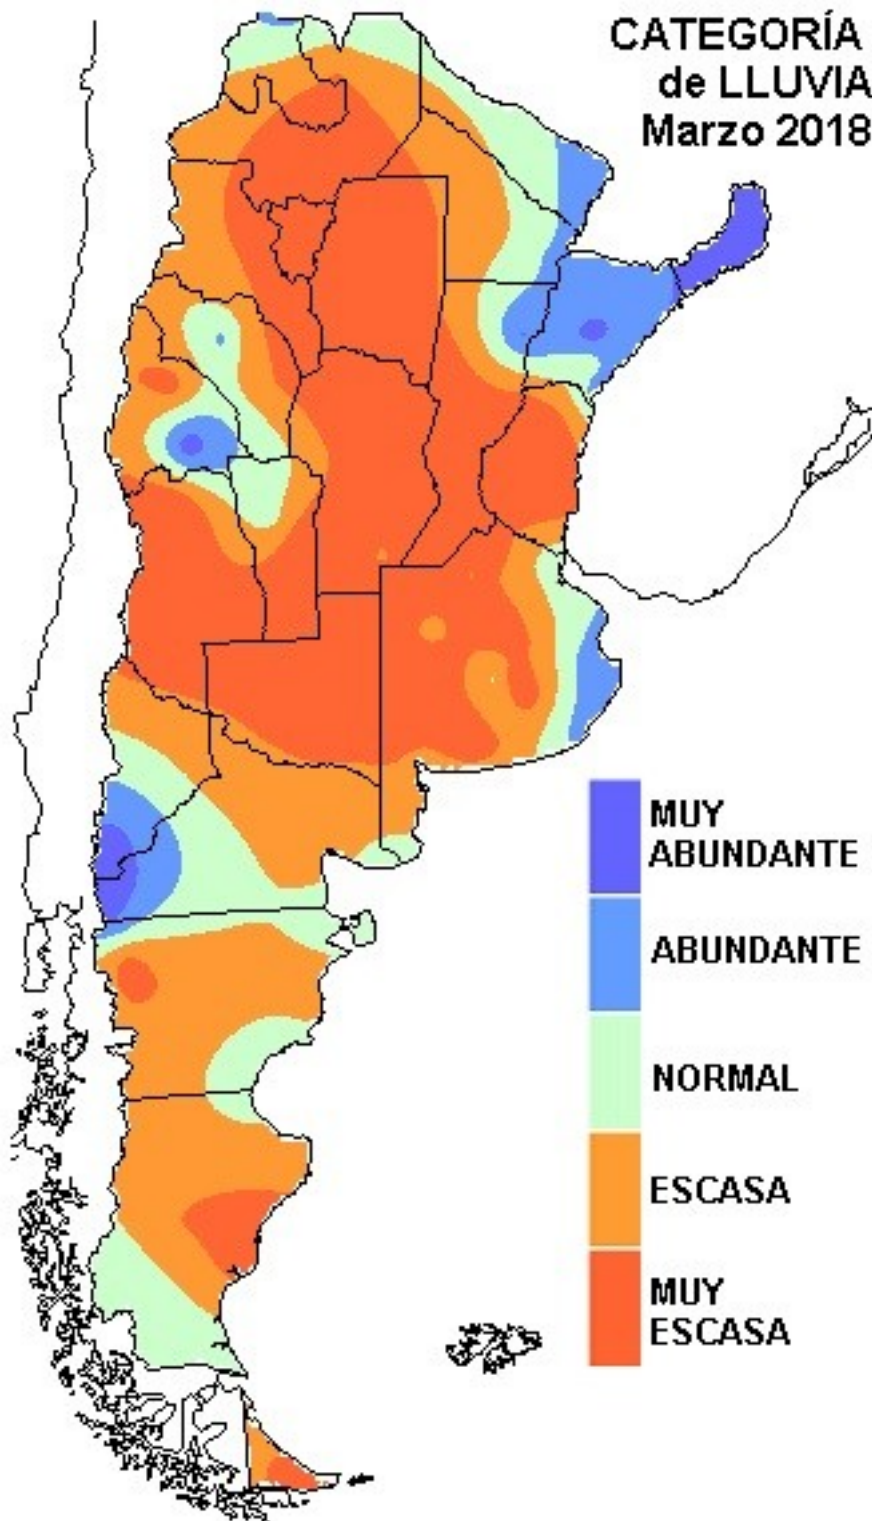 CATEGORÍA
de LLUVIA
Marzo 2018
MUY
ABUNDANTE
ABUNDANTE
NORMAL
ESCASA
MUY
ESCASA